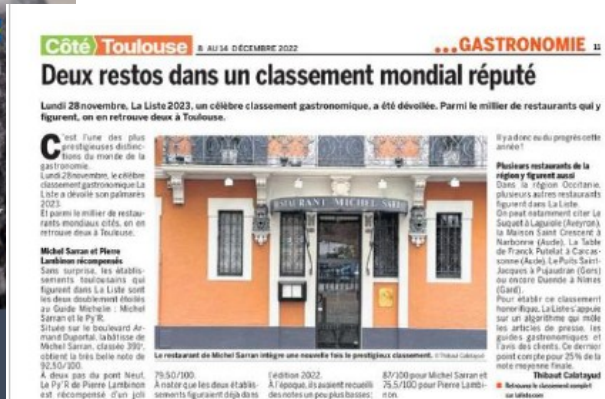 Côté Toulouse
8 AU 14 DÉCEMBRE 2022
...GASTRONOMIE 11
Deux restos dans un classement mondial réputé
Lundi 28 novembre, La Liste 2023, un célèbre classement gastronomique, a été dévoilée. Parmi le millier de restaurants qui y
figurent, on en retrouve deux à Toulouse.
C'est l'une des plus
prestigieuses distinc-
tions du monde de la
gastronomie.
Lundi 28 novembre, le célèbre
classement gastronomique La
Liste a dévoilé son palmarès
2023.
Et parmi le millier de restau-
rants mondiaux cités, on en
retrouve deux à Toulouse.
Michel Sarran et Pierre
Lambinon récompensés
Sans surprise, les établis-
sements toulousains qui
figurent dans La Liste sont
les deux doublement étoilés
au Guide Michelin : Michel
Sarran et le Py'R.
Située sur le boulevard Ar-
mand Duportal, la bâtisse de
Michel Sarran, classée 390e,
obtient la très belle note de
92,50/100.
À deux pas du pont Neuf,
Le Py'R de Pierre Lambinon
est récompensé d'un joli
RESTAURANT MICHEL SARRAN
Le restaurant de Michel Sarran intègre une nouvelle fois le prestigieux classement. © Thibaut Calatayud
79,50/100.
À noter que les deux établis-
sements figuraient déjà dans
l'édition 2022.
À l'époque, ils avaient recueilli
des notes un peu plus basses:
87/100 pour Michel Sarran et
75,5/100 pour Pierre Lambi-
non.
Il y a donc eu du progrès cette
année !
Plusieurs restaurants de la
région y figurent aussi
Dans la région Occitanie,
plusieurs autres restaurants
figurent dans La Liste.
On peut notamment citer Le
Suquet à Laguiole (Aveyron),
la Maison Saint Crescent à
Narbonne (Aude), La Table
de Franck Putelat à Carcas-
sonne (Aude), Le Puits Saint-
Jacques à Pujaudran (Gers)
ou encore Duende à Nîmes
(Gard).
Pour établir ce classement
honorifique, La Liste s'appuie
sur un algorithme qui mêle
les articles de presse, les
guides gastronomiques et
l'avis des clients. Ce dernier
point compte pour 25% de la
note moyenne finale.
Thibaut Calatayud
Retrouvez le classement complet
sur laliste.com